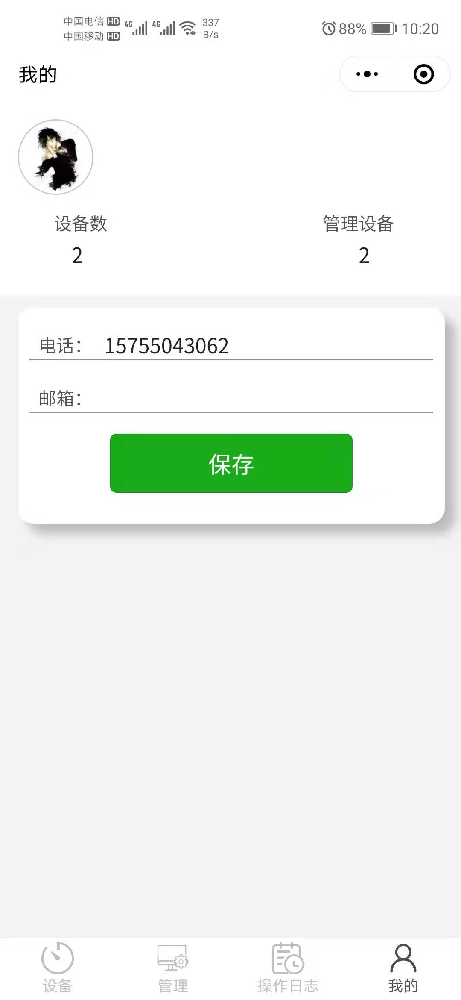 中国电信 HD 4G 4G 337 88% 10:20
中国移动 HD B/s
我的
设备数 管理设备
2 2
电话： 15755043062
邮箱：
保存
设备 管理 操作日志 我的